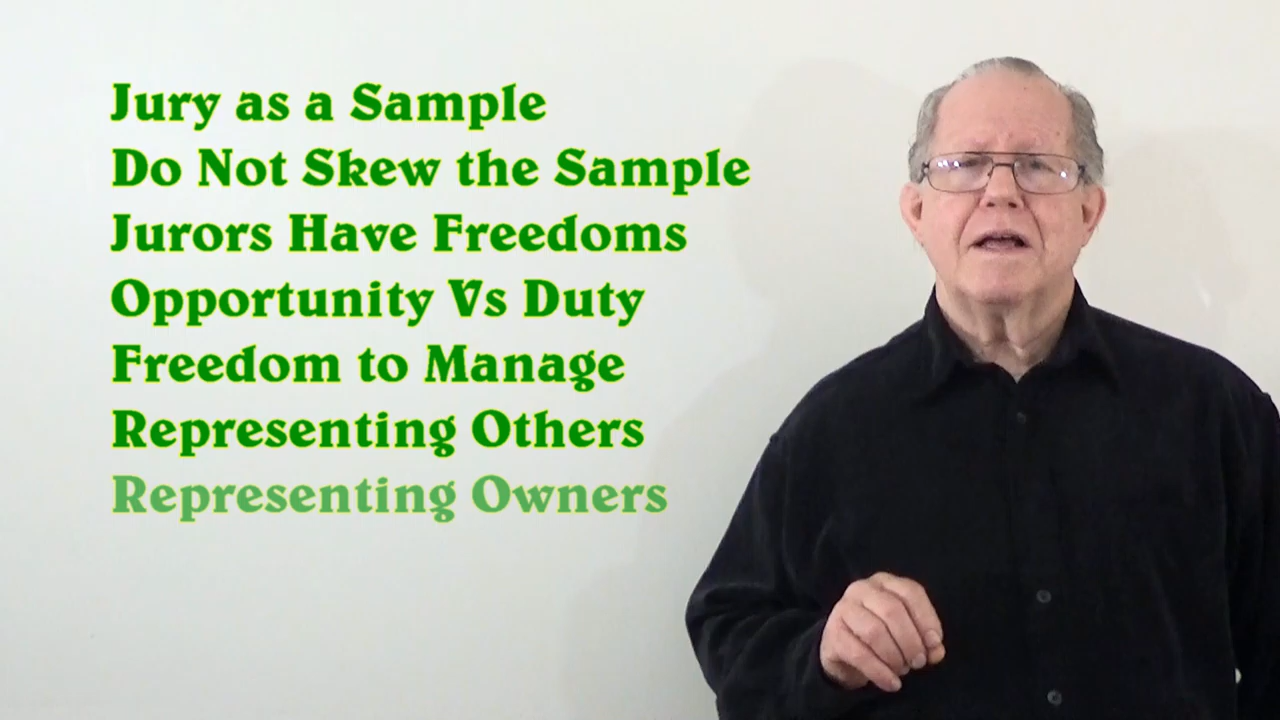 Jury as a Sample
Do Not Skew the Sample
Jurors Have Freedoms
Opportunity Vs Duty
Freedom to Manage
Representing Others
Representing Owners